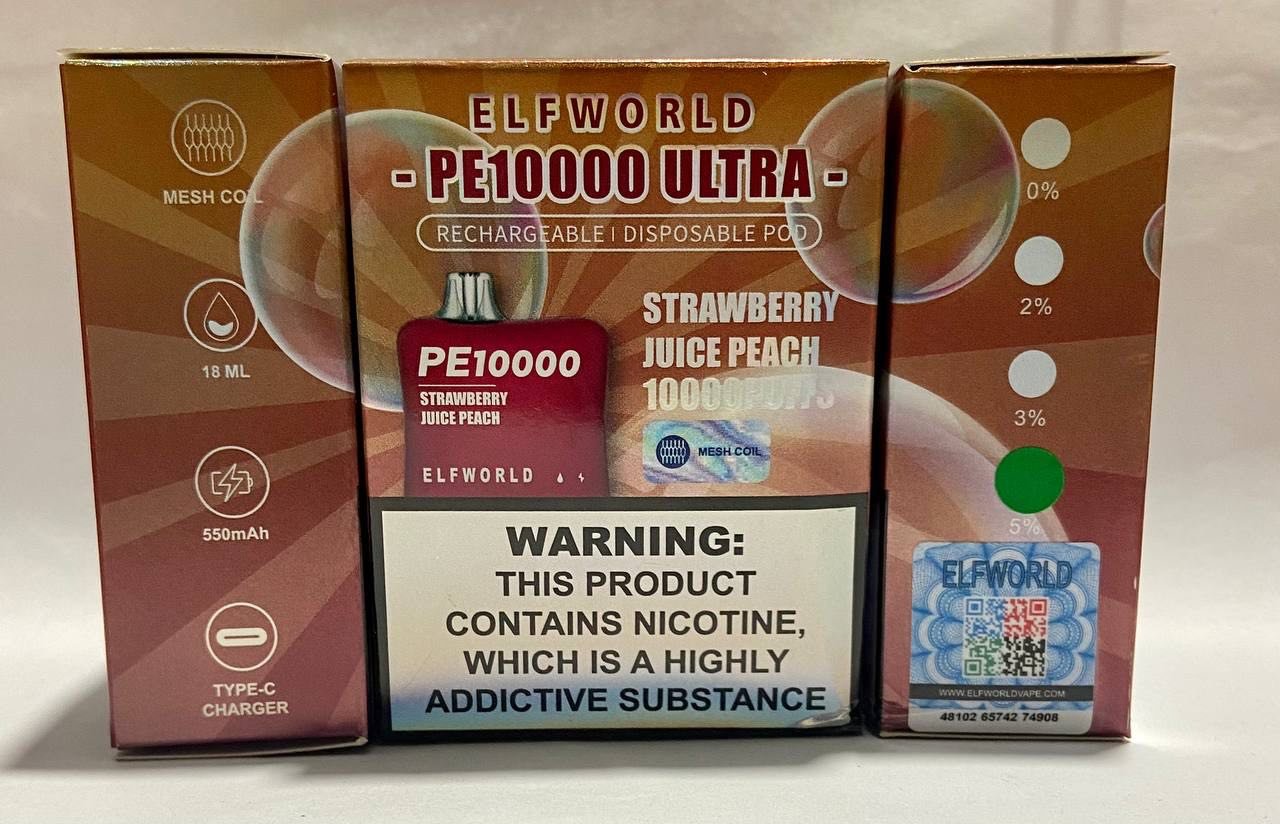 MESH COIL
18 ML
550mAh
TYPE-C
CHARGER
ELFWORLD
- PE10000 ULTRA -
RECHARGEABLE | DISPOSABLE POD
PE10000
STRAWBERRY
JUICE PEACH
ELFWORLD
STRAWBERRY
JUICE PEACH
10000PUFFS
MESH COIL
WARNING:
THIS PRODUCT
CONTAINS NICOTINE,
WHICH IS A HIGHLY
ADDICTIVE SUBSTANCE
0%
2%
3%
5%
ELFWORLD
WWW.ELFWORLDVAPE.COM
48102 65742 74908